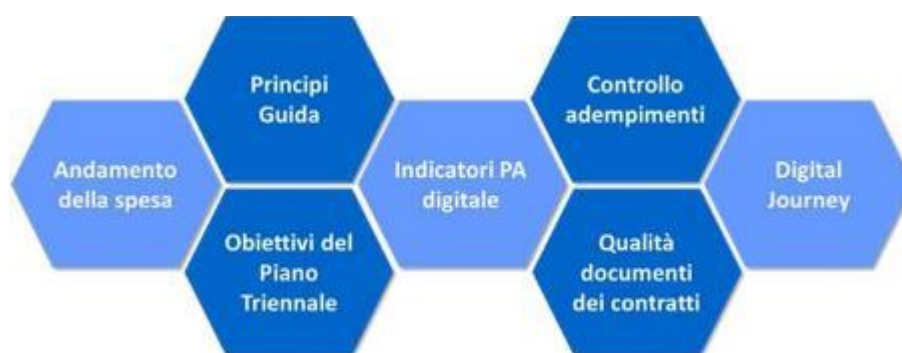 Principi
Guida
Controllo
adempimenti
Andamento
della spesa
Indicatori PA
digitale
Digital
Journey
Obiettivi del
Piano
Triennale
Qualità
documenti
dei contratti